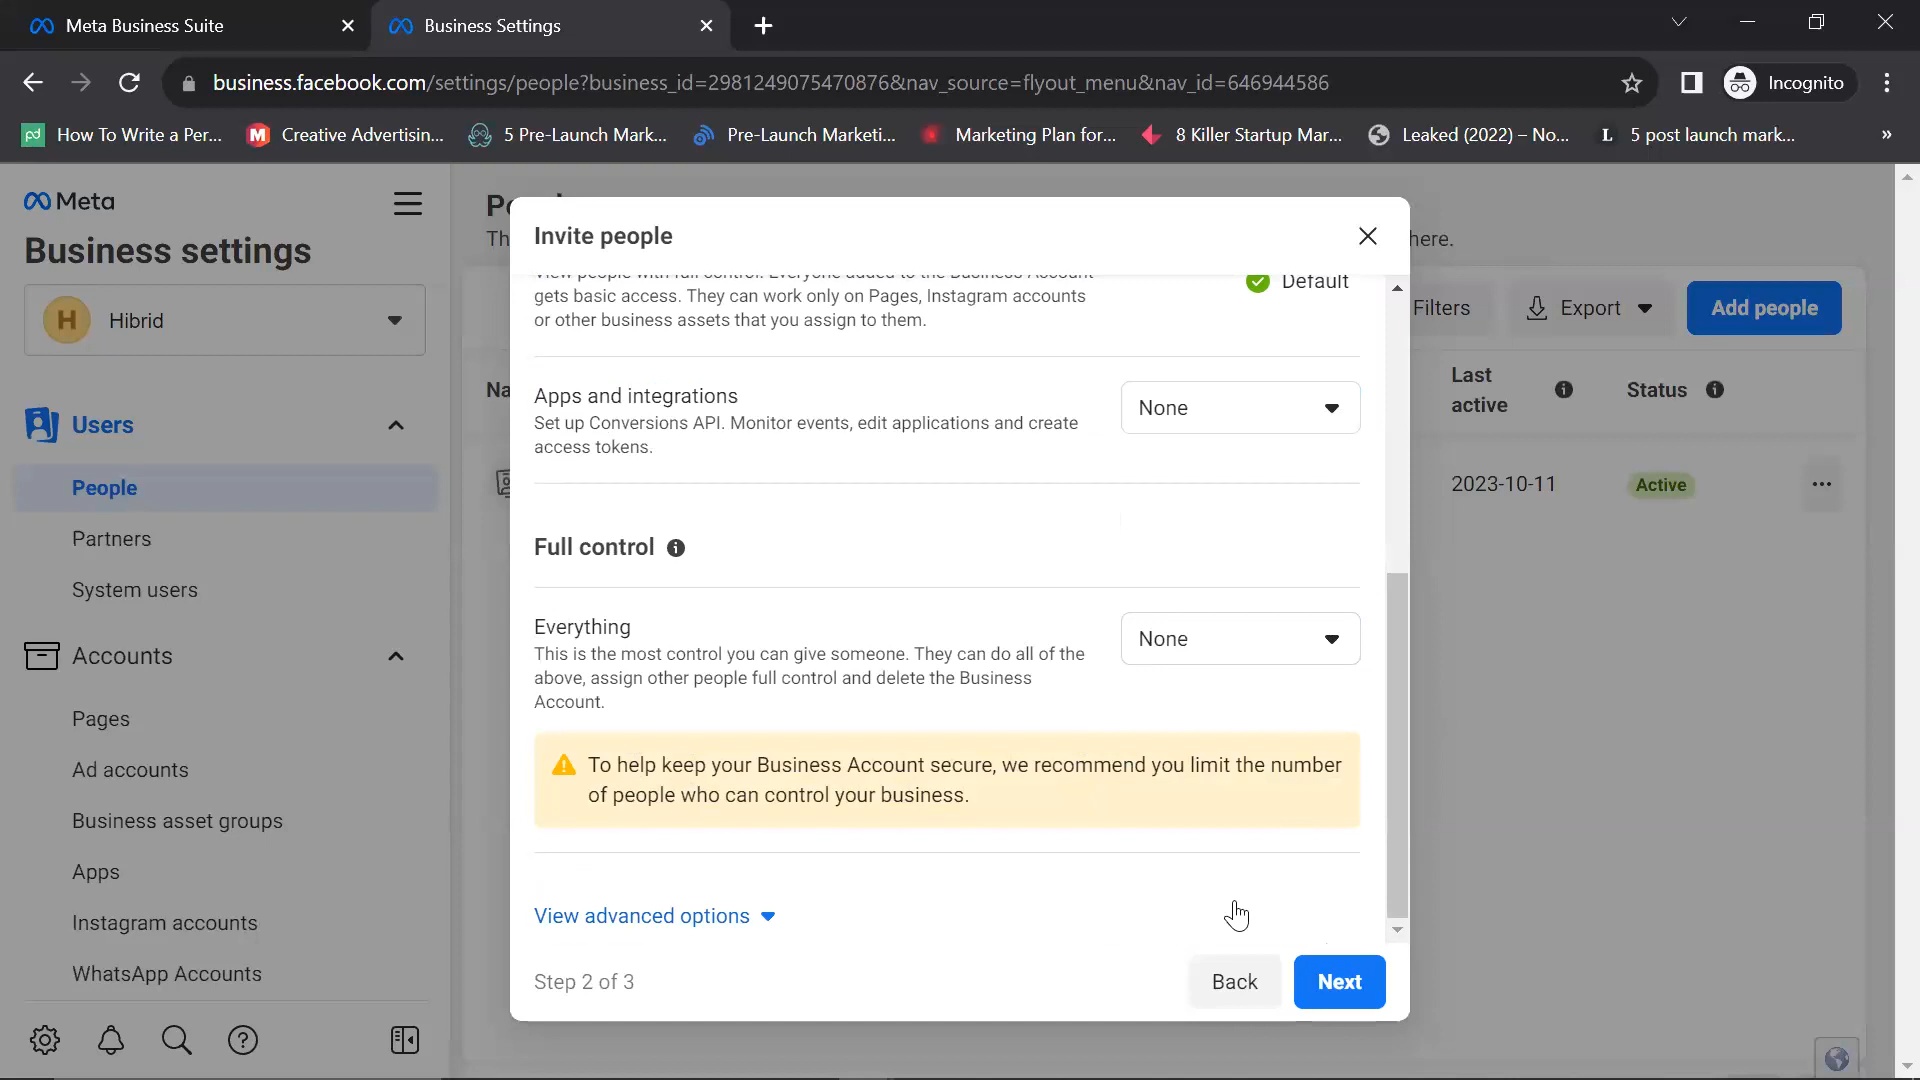 Meta Business Suite
Business Settings
business.facebook.com/settings/people?business_id=2981249075470876&nav_source=flyout_menu&nav_id=646944586
Incognito
pd How To Write a Per...
M Creative Advertisin...
5 Pre-Launch Mark...
Pre-Launch Marketi...
Marketing Plan for...
8 Killer Startup Mar...
Leaked (2022) – No...
L 5 post launch mark...
»
Meta
Business settings
H Hibrid
Users
People
Partners
System users
Accounts
Pages
Ad accounts
Business asset groups
Apps
Instagram accounts
WhatsApp Accounts
here.
Filters
Export
Add people
Last
active
Status
2023-10-11
Active
Invite people
View people with full control. Everyone added to the Business Account
gets basic access. They can work only on Pages, Instagram accounts
or other business assets that you assign to them.
Default
Apps and integrations
Set up Conversions API. Monitor events, edit applications and create
access tokens.
None
Full control
Everything
This is the most control you can give someone. They can do all of the
above, assign other people full control and delete the Business
Account.
None
To help keep your Business Account secure, we recommend you limit the number
of people who can control your business.
View advanced options
Step 2 of 3
Back
Next